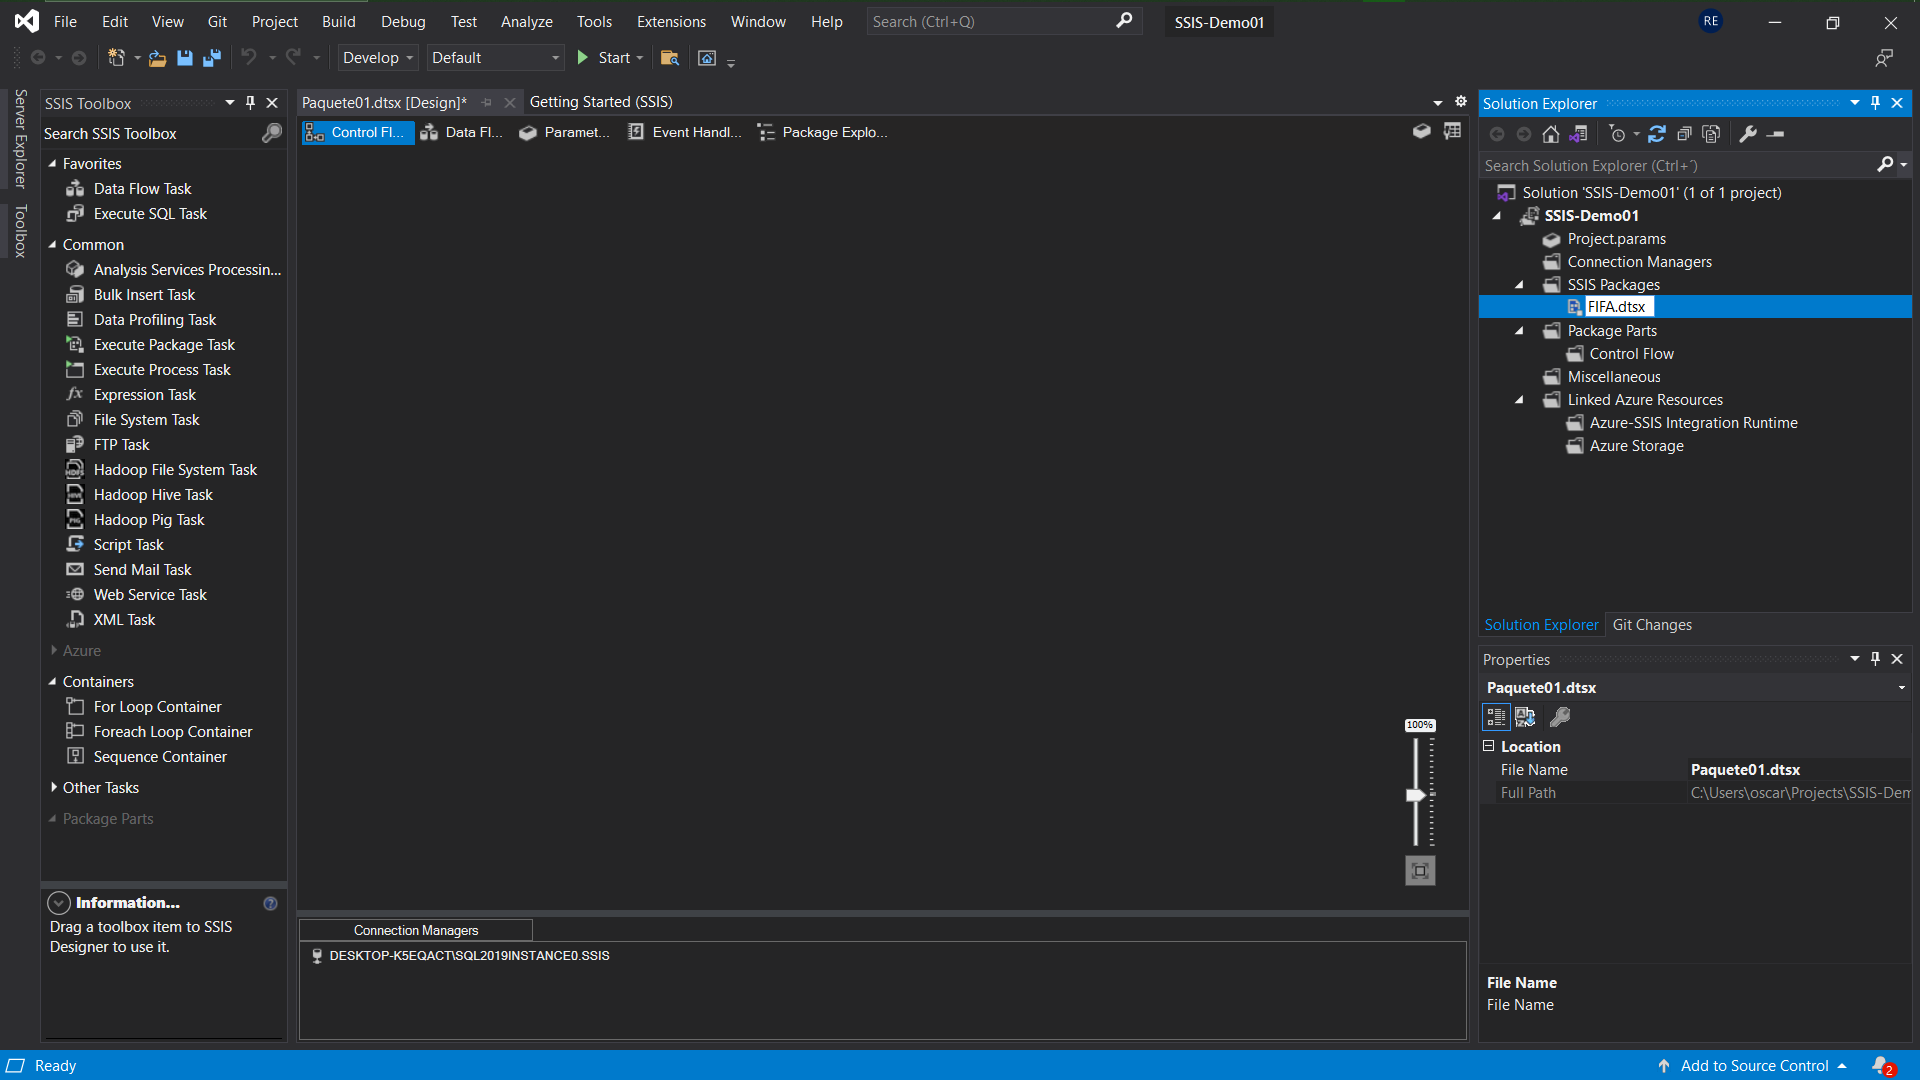 File Edit View Git Project Build Debug Test Analyze Tools Extensions Window Help Search (Ctrl+Q) SSIS-Demo01 RE
Develop Default Start
Server Explorer
Toolbox
SSIS Toolbox
Search SSIS Toolbox
Favorites
Data Flow Task
Execute SQL Task
Common
Analysis Services Processin...
Bulk Insert Task
Data Profiling Task
Execute Package Task
Execute Process Task
Expression Task
File System Task
FTP Task
Hadoop File System Task
Hadoop Hive Task
Hadoop Pig Task
Script Task
Send Mail Task
Web Service Task
XML Task
Azure
Containers
For Loop Container
Foreach Loop Container
Sequence Container
Other Tasks
Package Parts
Information...
Drag a toolbox item to SSIS
Designer to use it.
Paquete01.dtsx [Design]* Getting Started (SSIS)
Control Fl... Data Fl... Paramet... Event Handl... Package Explo...
100%
Connection Managers
DESKTOP-K5EQACT\SQL2019INSTANCE0.SSIS
Solution Explorer
Search Solution Explorer (Ctrl+´)
Solution 'SSIS-Demo01' (1 of 1 project)
SSIS-Demo01
Project.params
Connection Managers
SSIS Packages
FIFA.dtsx
Package Parts
Control Flow
Miscellaneous
Linked Azure Resources
Azure-SSIS Integration Runtime
Azure Storage
Solution Explorer Git Changes
Properties
Paquete01.dtsx
Location
File Name Paquete01.dtsx
Full Path C:\Users\oscar\Projects\SSIS-Dem
File Name
File Name
Ready Add to Source Control 2